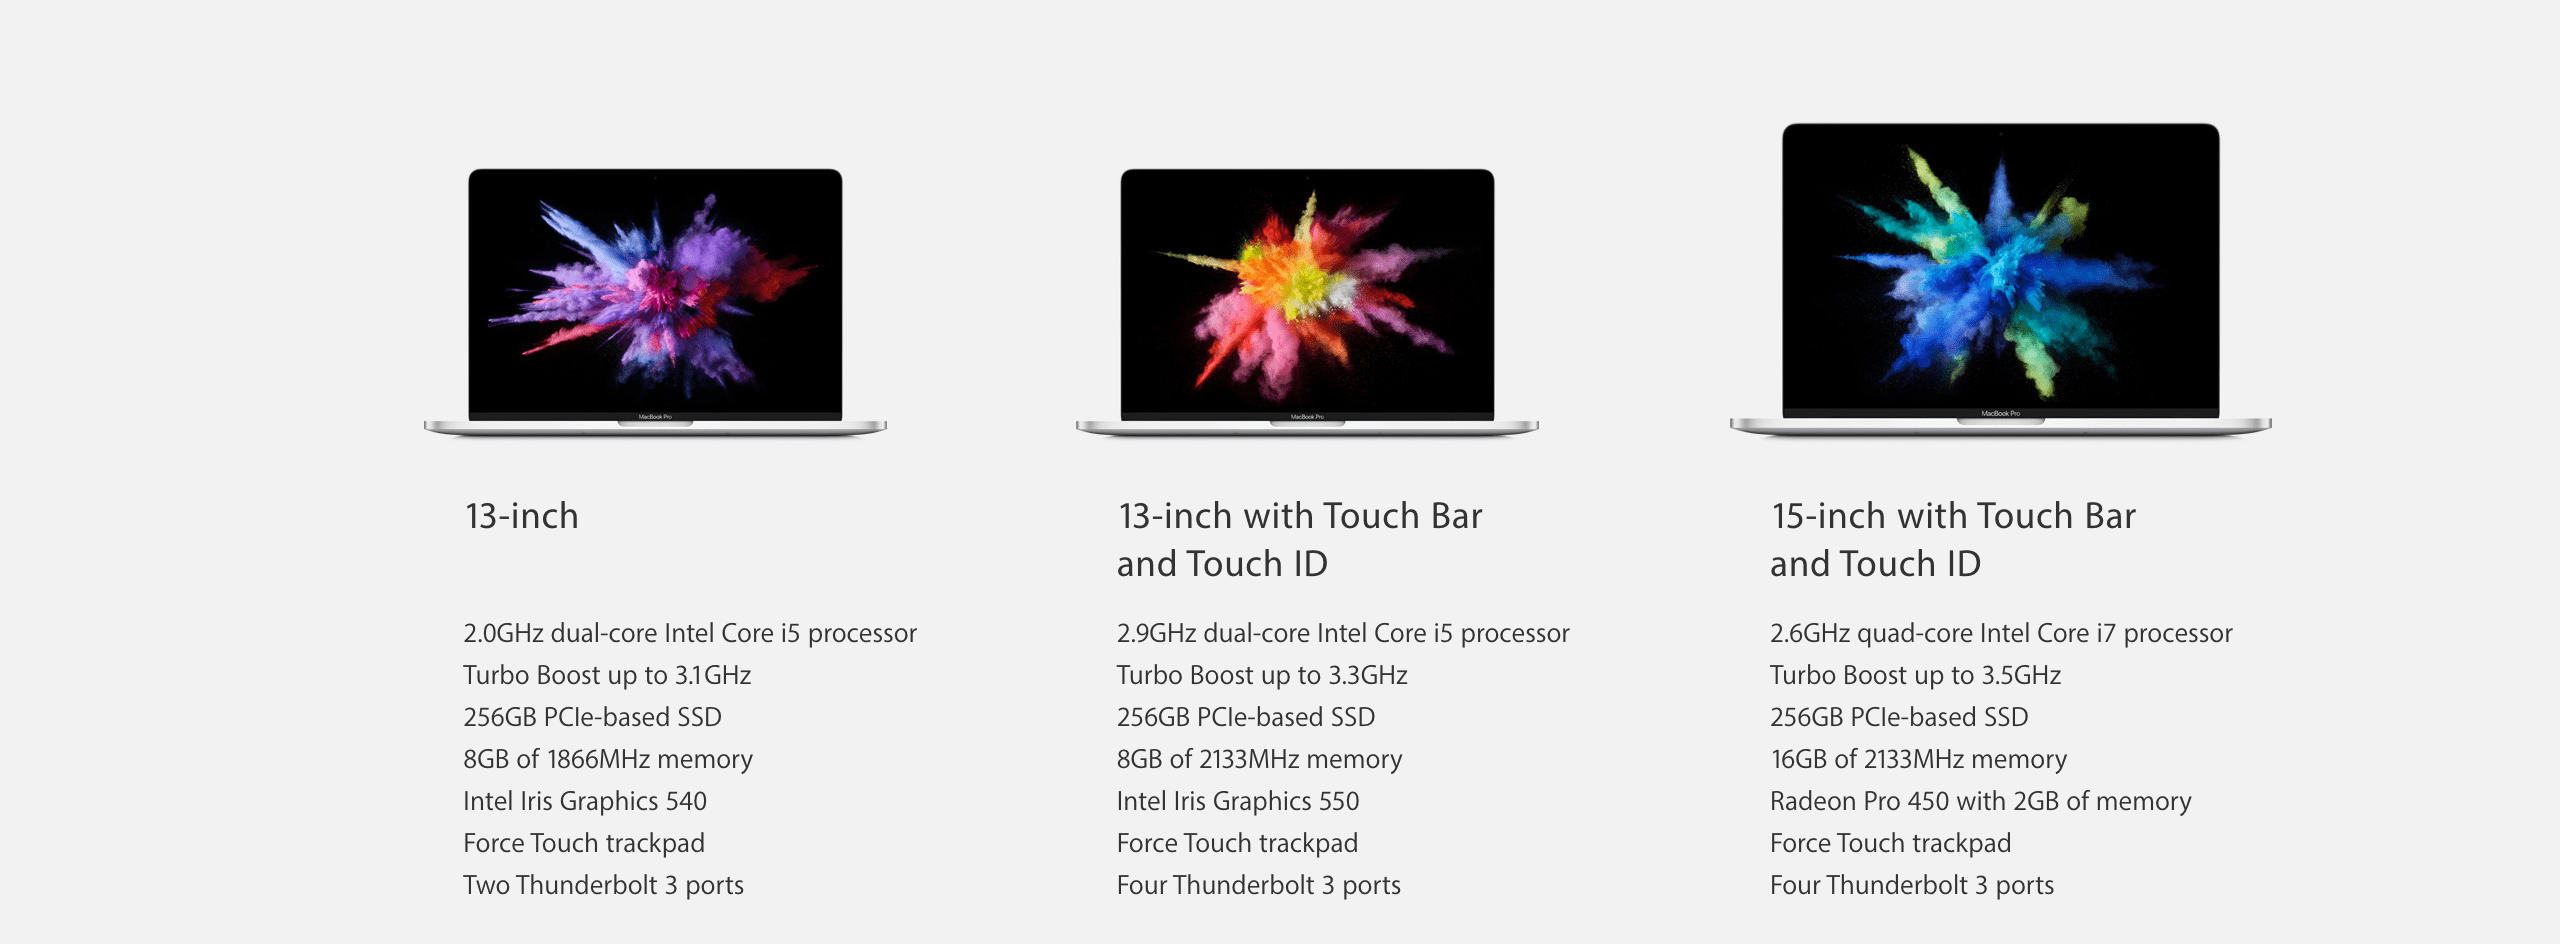 MacBook Pro
MacBook Pro
MacBook Pro
13-inch
2.0GHz dual-core Intel Core i5 processor
Turbo Boost up to 3.1GHz
256GB PCIe-based SSD
8GB of 1866MHz memory
Intel Iris Graphics 540
Force Touch trackpad
Two Thunderbolt 3 ports
13-inch with Touch Bar
and Touch ID
2.9GHz dual-core Intel Core i5 processor
Turbo Boost up to 3.3GHz
256GB PCIe-based SSD
8GB of 2133MHz memory
Intel Iris Graphics 550
Force Touch trackpad
Four Thunderbolt 3 ports
15-inch with Touch Bar
and Touch ID
2.6GHz quad-core Intel Core i7 processor
Turbo Boost up to 3.5GHz
256GB PCIe-based SSD
16GB of 2133MHz memory
Radeon Pro 450 with 2GB of memory
Force Touch trackpad
Four Thunderbolt 3 ports